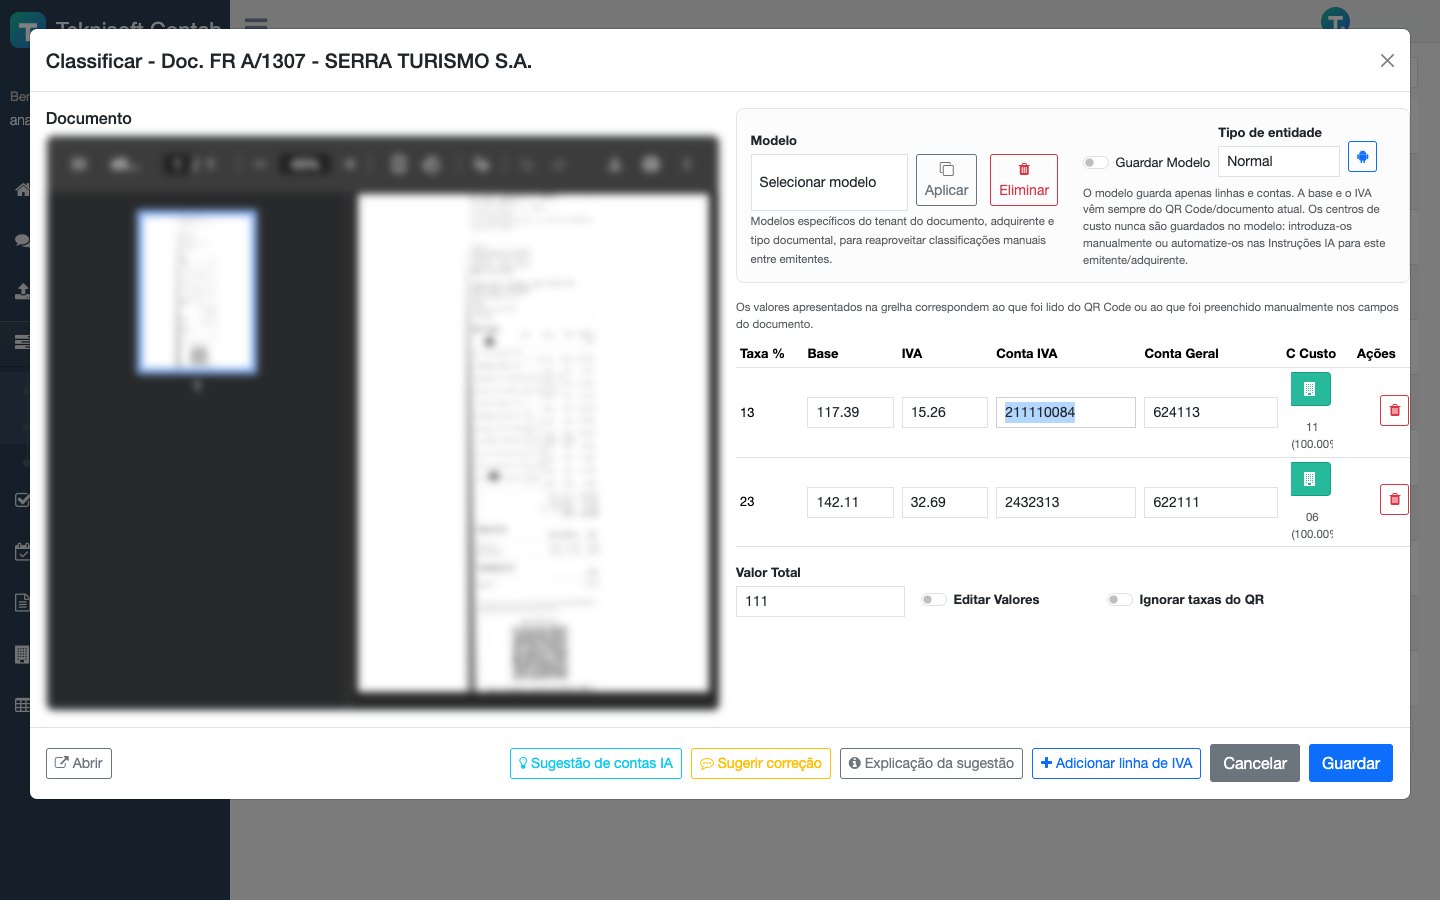 Teknisoft Contab
Classificar - Doc. FR A/1307 - SERRA TURISMO S.A.
Documento
Modelo
Selecionar modelo
Aplicar
Eliminar
Modelos específicos do tenant do documento, adquirente e
tipo documental, para reaproveitar classificações manuais
entre emitentes.
Guardar Modelo
Tipo de entidade
Normal
O modelo guarda apenas linhas e contas. A base e o IVA
vêm sempre do QR Code/documento atual. Os centros de
custo nunca são guardados no modelo: introduza-os
manualmente ou automatize-os nas Instruções IA para este
emitente/adquirente.
Os valores apresentados na grelha correspondem ao que foi lido do QR Code ou ao que foi preenchido manualmente nos campos
do documento.
Taxa % Base IVA Conta IVA Conta Geral C Custo Ações
13 117.39 15.26 211110084 624113
11
(100.00%
23 142.11 32.69 2432313 622111
06
(100.00%
Valor Total
111
Editar Valores
Ignorar taxas do QR
Abrir
Sugestão de contas IA
Sugerir correção
Explicação da sugestão
Adicionar linha de IVA
Cancelar
Guardar